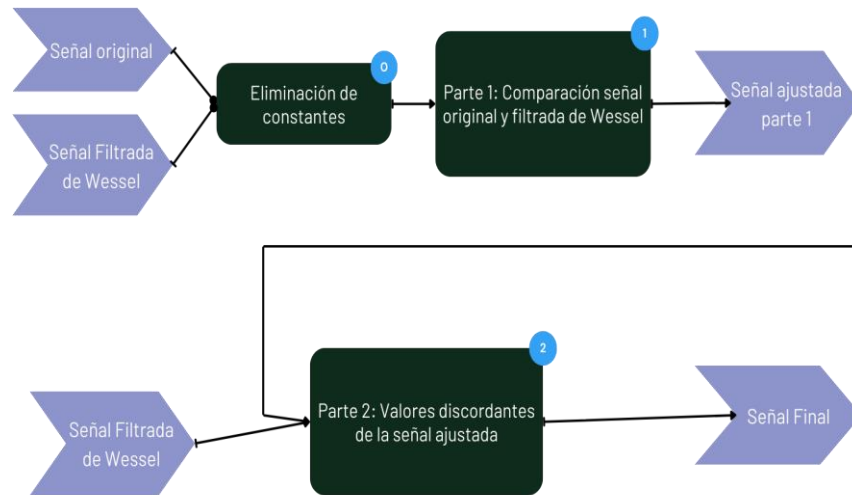 Señal original
0
Eliminación de
constantes
Señal Filtrada
de Wessel
1
Parte 1: Comparación señal
original y filtrada de Wessel
Señal ajustada
parte 1
2
Parte 2: Valores discordantes
de la señal ajustada
Señal Filtrada
de Wessel
Señal Final